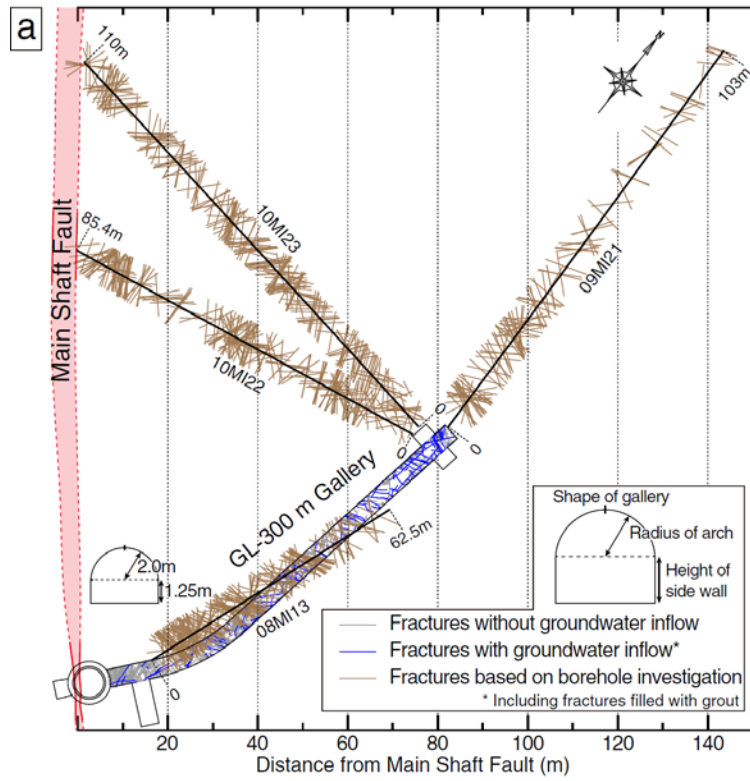 a
110m
N
103m
Main Shaft Fault
85.4m
10MI23
09MI21
10MI22
0
0
0
GL-300 m Gallery
62.5m
2.0m
1.25m
08MI13
0
Shape of gallery
Radius of arch
Height of
side wall
Fractures without groundwater inflow
Fractures with groundwater inflow*
Fractures based on borehole investigation
* Including fractures filled with grout
20 40 60 80 100 120 140
Distance from Main Shaft Fault (m)